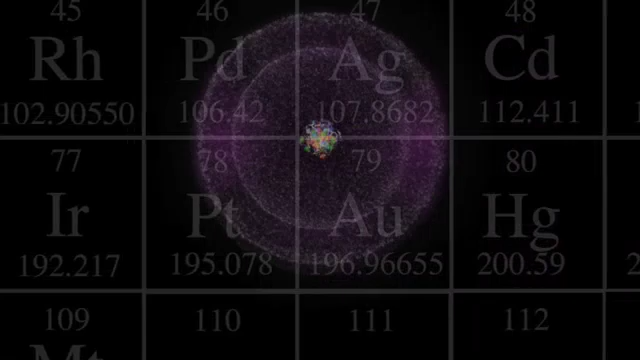 45 46 47 48
Rh Pd Ag Cd
102.90550 106.42 107.8682 112.411
77 78 79 80
Ir Pt Au Hg
192.217 195.078 196.96655 200.59
109 110 111 112
Mt